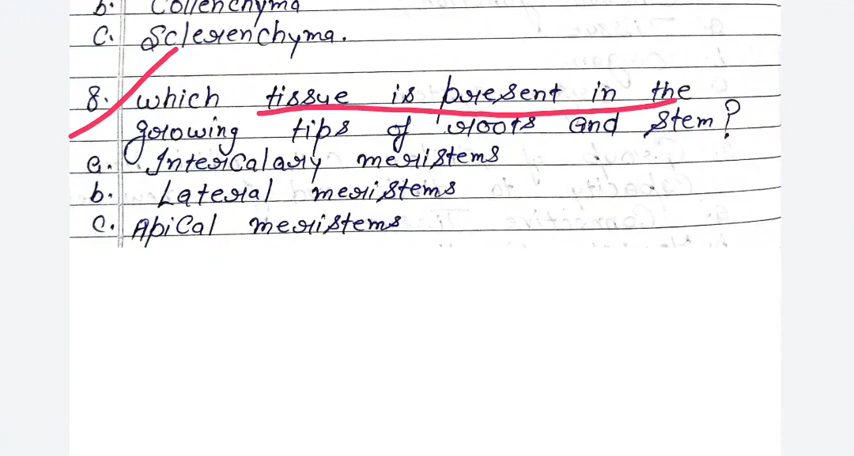 b. Collenchyma
c. Sclerenchyma.
8. which tissue is present in the
growing tips of roots and stem?
a. Intercalary meristems
b. Lateral meristems
c. Apical meristems